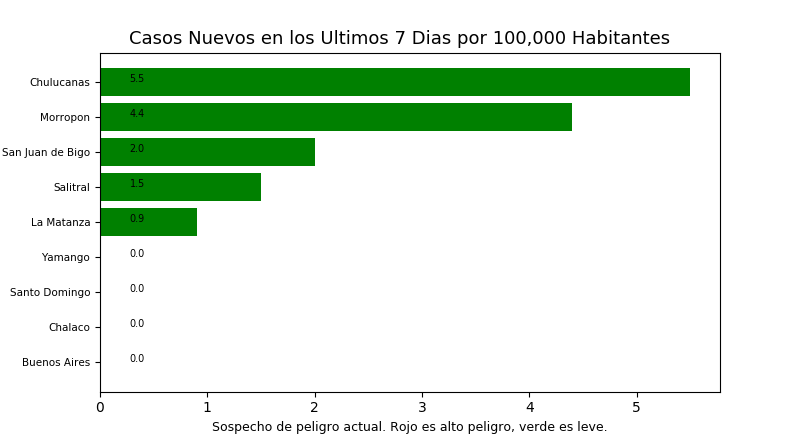 Casos Nuevos en los Ultimos 7 Dias por 100,000 Habitantes
Chulucanas 5.5
Morropon 4.4
San Juan de Bigo 2.0
Salitral 1.5
La Matanza 0.9
Yamango 0.0
Santo Domingo 0.0
Chalaco 0.0
Buenos Aires 0.0
0 1 2 3 4 5
Sospecho de peligro actual. Rojo es alto peligro, verde es leve.